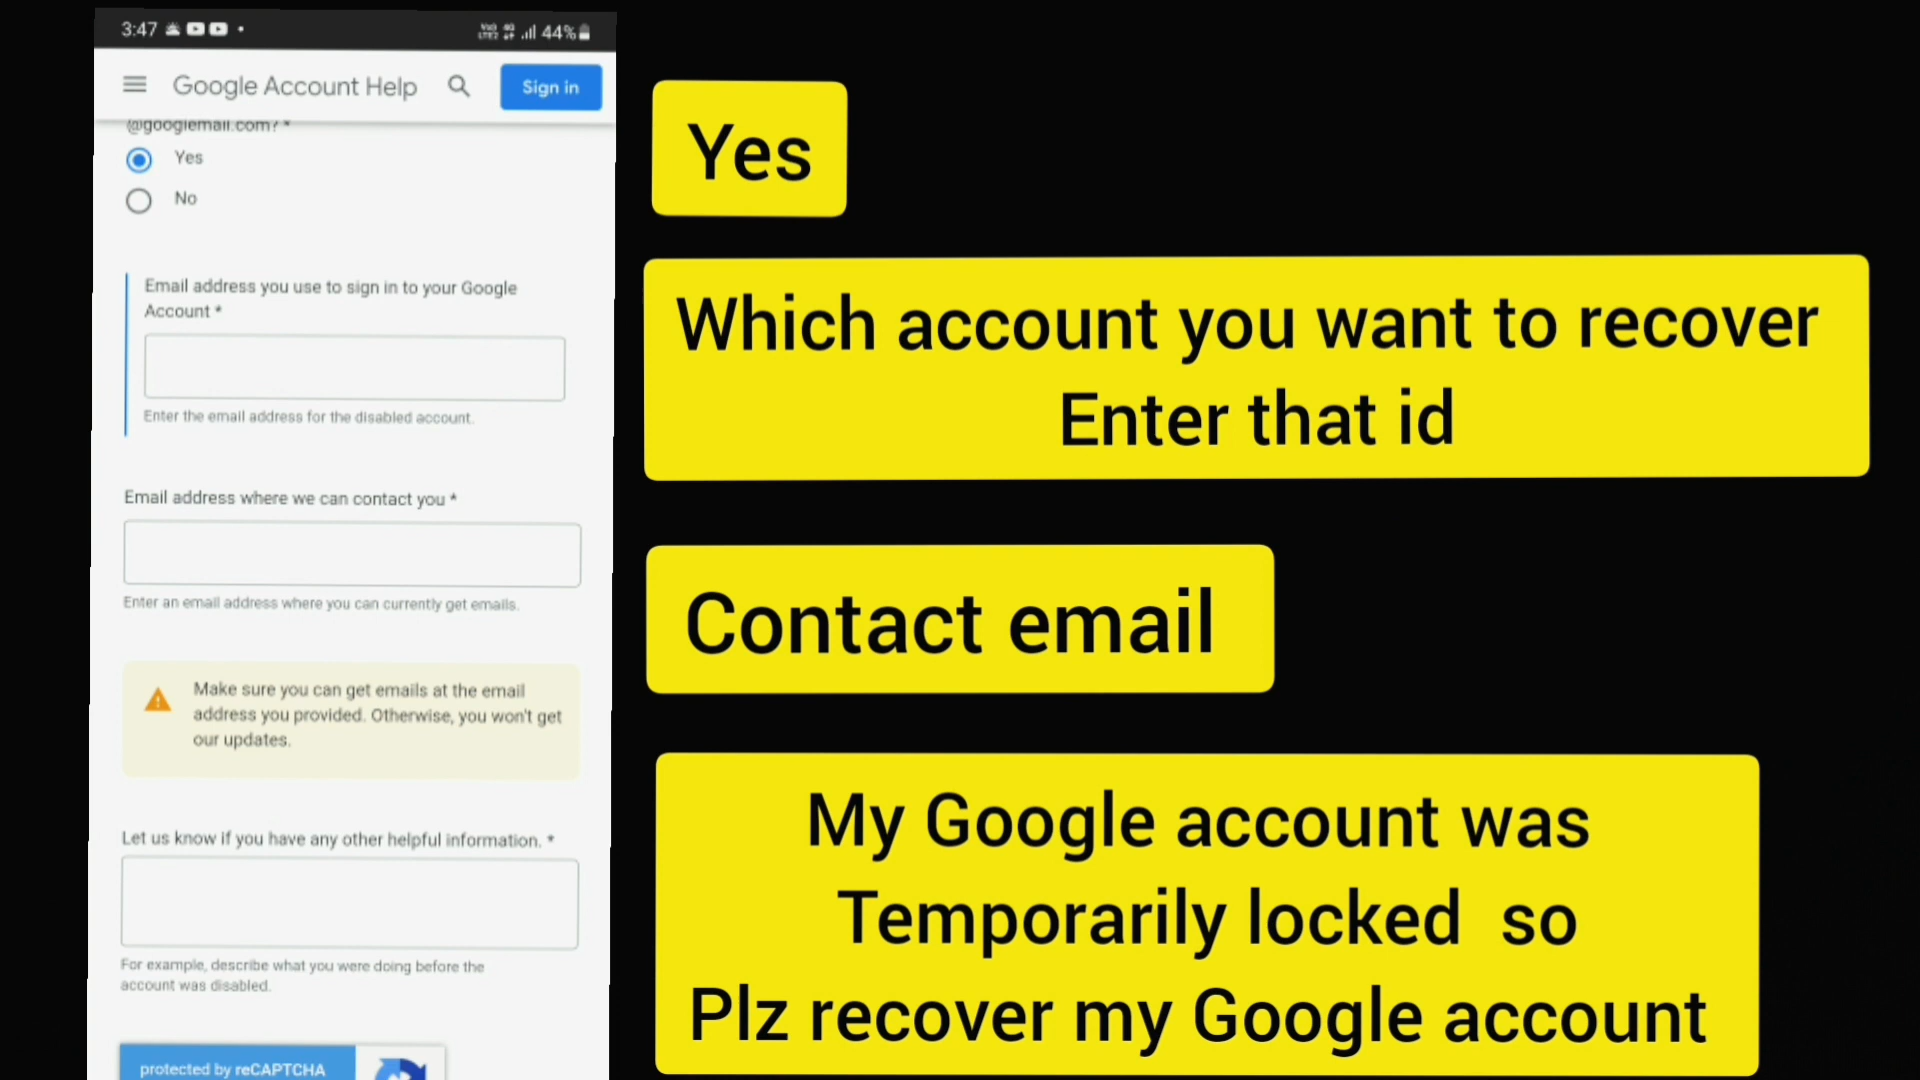 3:47
Vo)) 4G 44%
LTE2
Google Account Help
Sign in
@googlemail.com? *
Yes
No
Email address you use to sign in to your Google
Account *
Enter the email address for the disabled account.
Email address where we can contact you *
Enter an email address where you can currently get emails.
Make sure you can get emails at the email
address you provided. Otherwise, you won't get
our updates.
Let us know if you have any other helpful information. *
For example, describe what you were doing before the
account was disabled.
protected by reCAPTCHA
Yes
Which account you want to recover
Enter that id
Contact email
My Google account was
Temporarily locked so
Plz recover my Google account